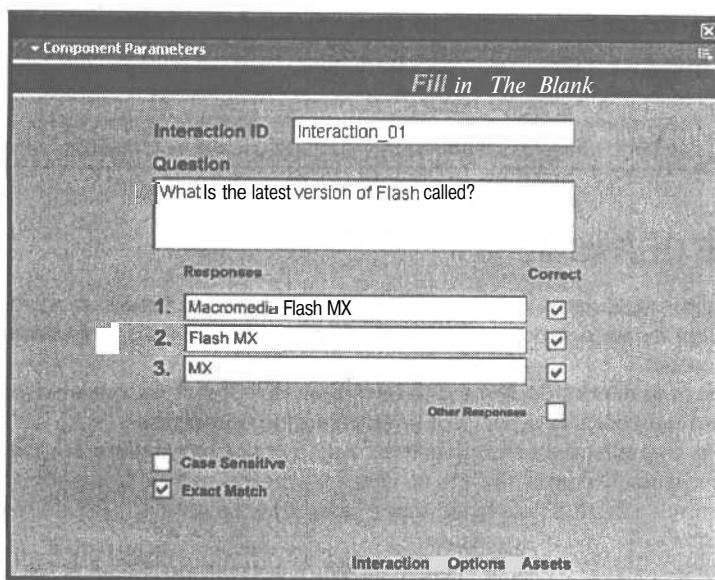 Component Parameters
Fill in The Blank
Interaction ID Interaction_01
Question
What Is the latest version of Flash called?
Responses Correct
1. Macromedia Flash MX
2. Flash MX
3. MX
Other Responses
Case Sensitive
Exact Match
Interaction Options Assets